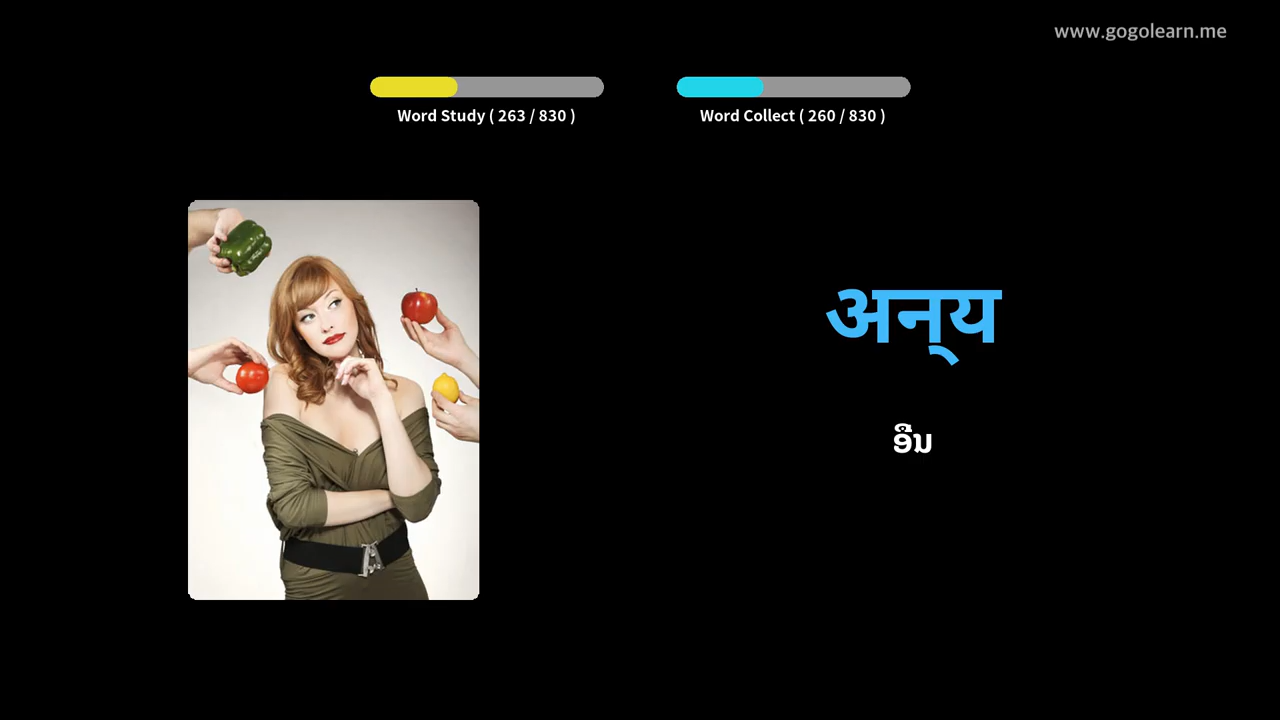 www.gogolearn.me
Word Study ( 263 / 830 )
Word Collect ( 260 / 830 )
अन्‌य
ອື່ນ